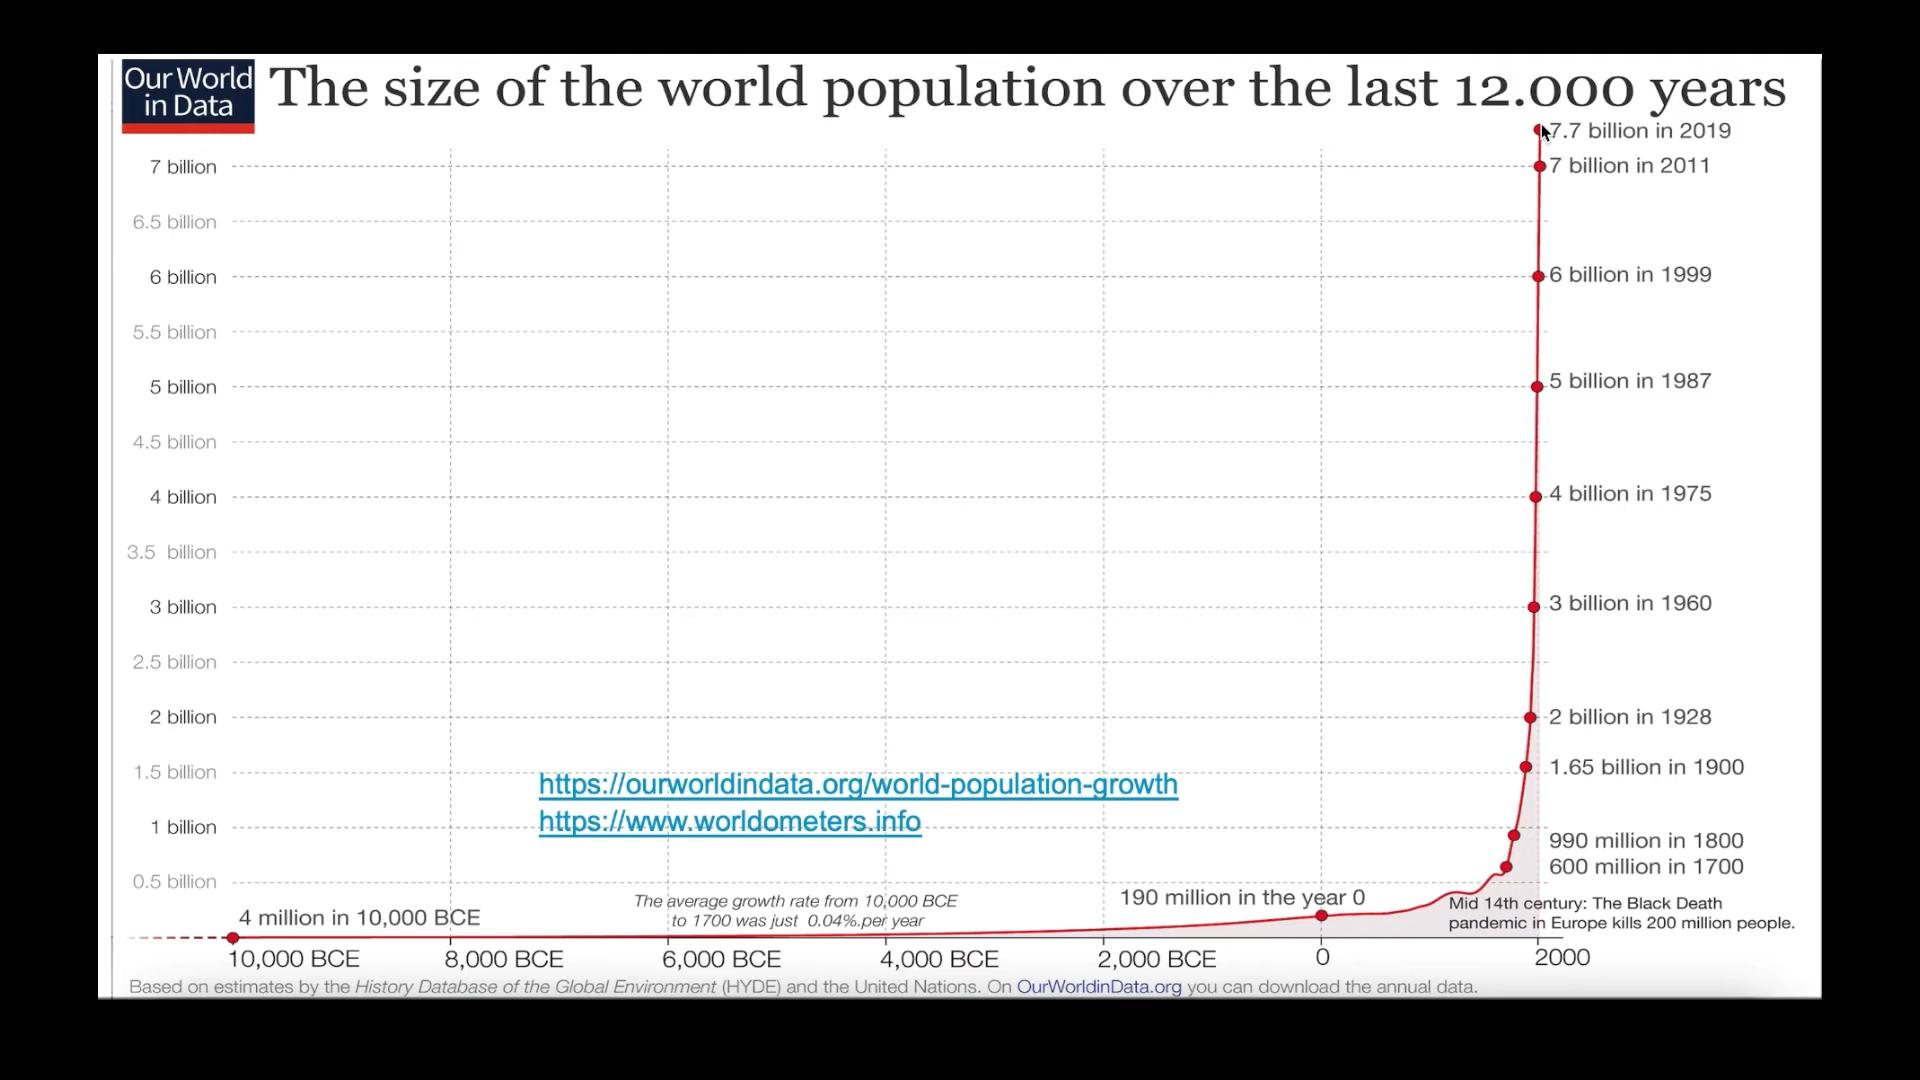 Our World
in Data
The size of the world population over the last 12.000 years
7.7 billion in 2019
7 billion
7 billion in 2011
6.5 billion
6 billion
6 billion in 1999
5.5 billion
5 billion
5 billion in 1987
4.5 billion
4 billion
4 billion in 1975
3.5 billion
3 billion
3 billion in 1960
2.5 billion
2 billion
2 billion in 1928
1.5 billion
1.65 billion in 1900
https://ourworldindata.org/world-population-growth
https://www.worldometers.info
1 billion
990 million in 1800
600 million in 1700
0.5 billion
The average growth rate from 10,000 BCE
to 1700 was just 0.04%.per year
190 million in the year 0
Mid 14th century: The Black Death
pandemic in Europe kills 200 million people.
4 million in 10,000 BCE
10,000 BCE
8,000 BCE
6,000 BCE
4,000 BCE
2,000 BCE
0
2000
Based on estimates by the History Database of the Global Environment (HYDE) and the United Nations. On OurWorldinData.org you can download the annual data.